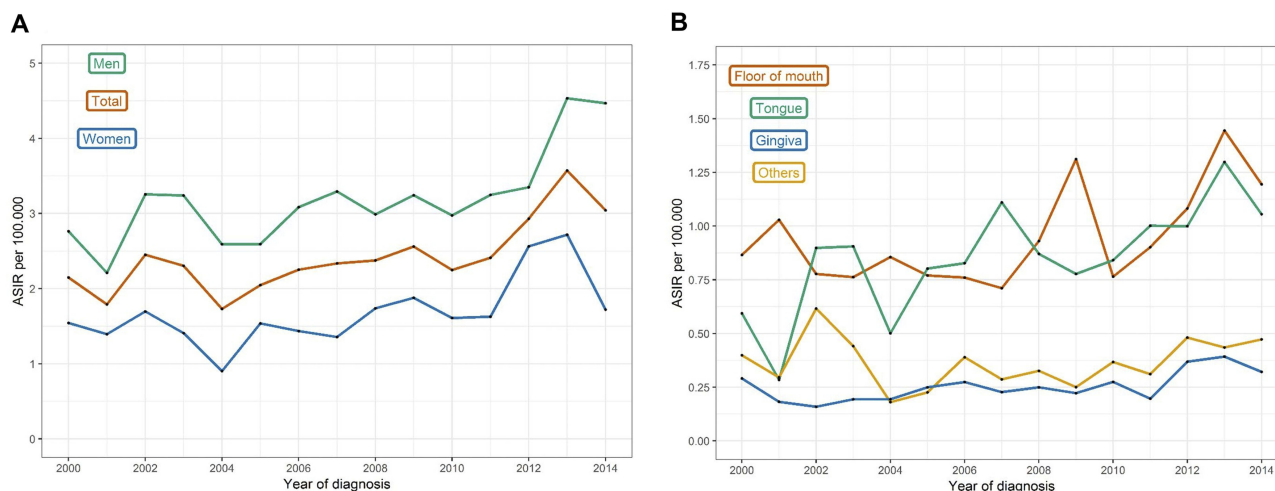 A
Men
Total
Women
5
4
3
2
1
0
ASIR per 100.000
2000
2002
2004
2006
2008
2010
2012
2014
Year of diagnosis
B
Floor of mouth
Tongue
Gingiva
Others
1.75
1.50
1.25
1.00
0.75
0.50
0.25
0.00
ASIR per 100.000
2000
2002
2004
2006
2008
2010
2012
2014
Year of diagnosis